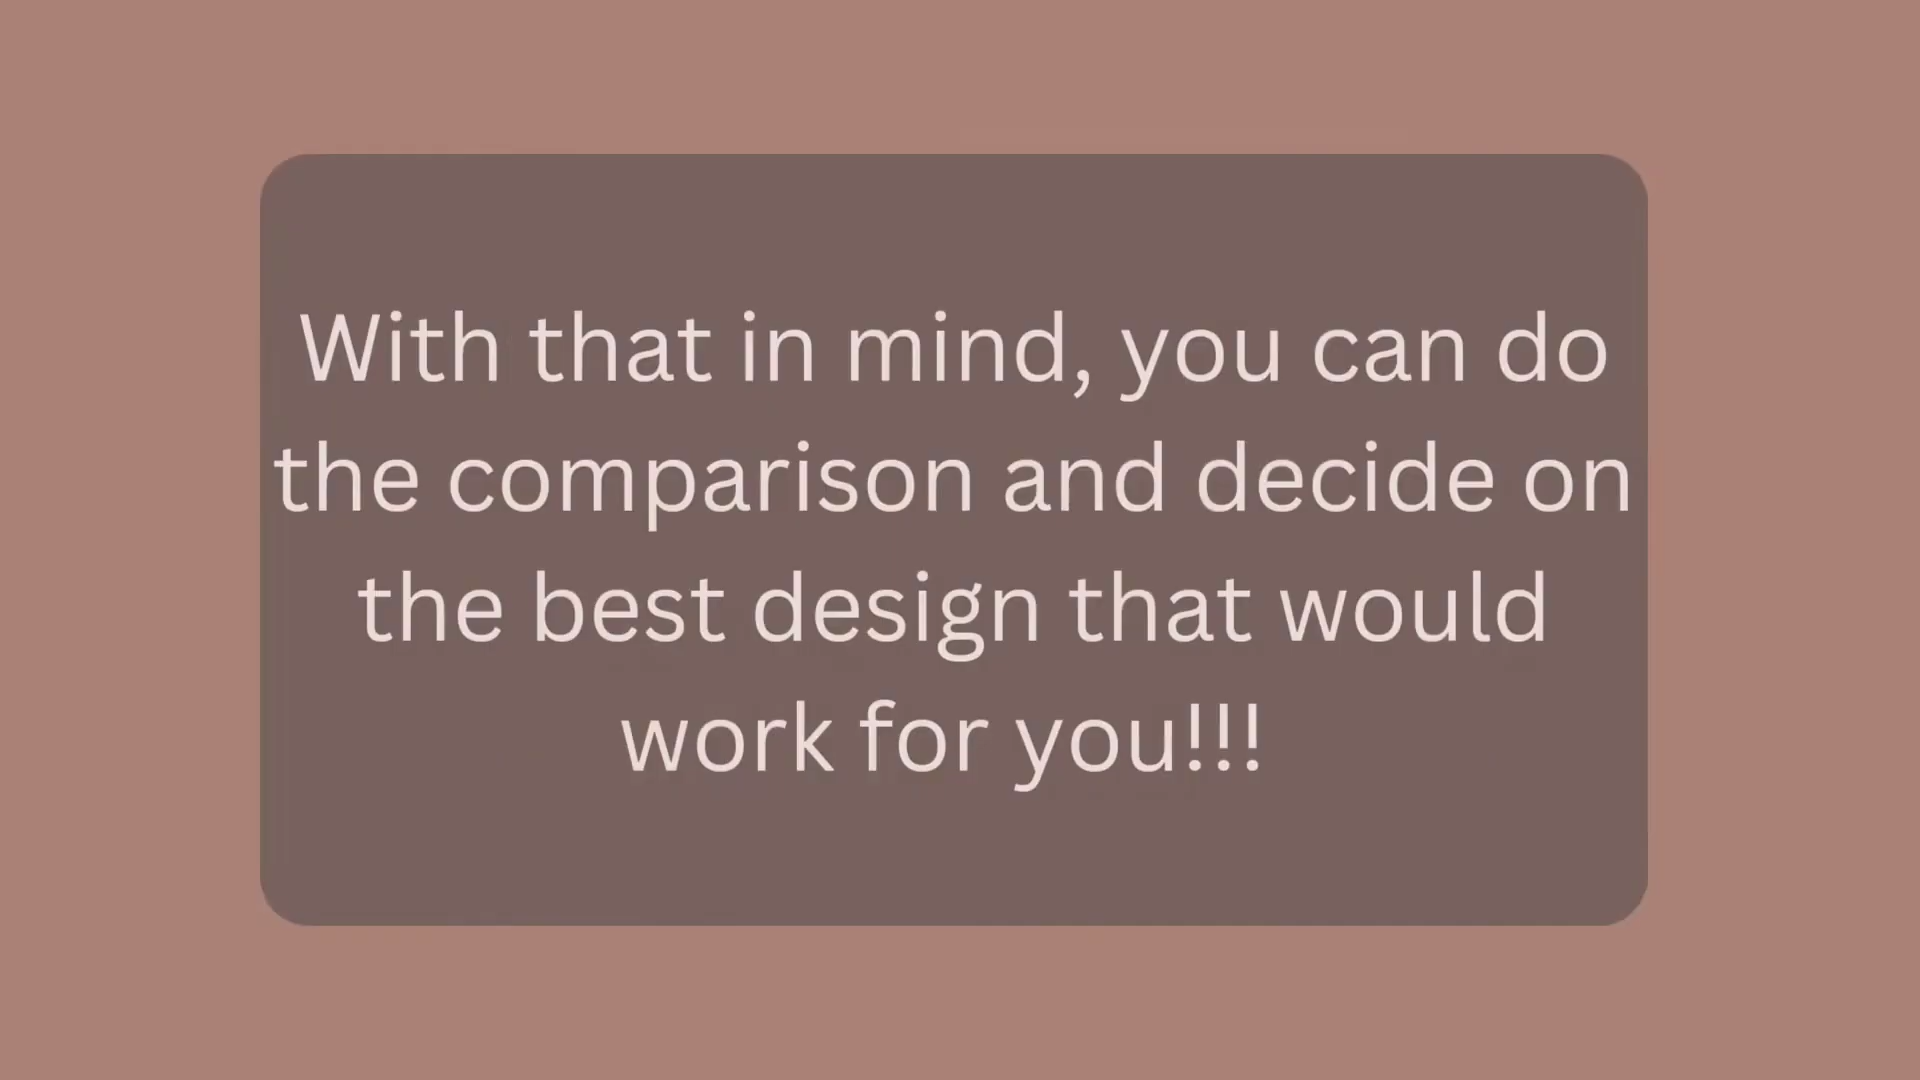 With that in mind, you can do
the comparison and decide on
the best design that would
work for you!!!